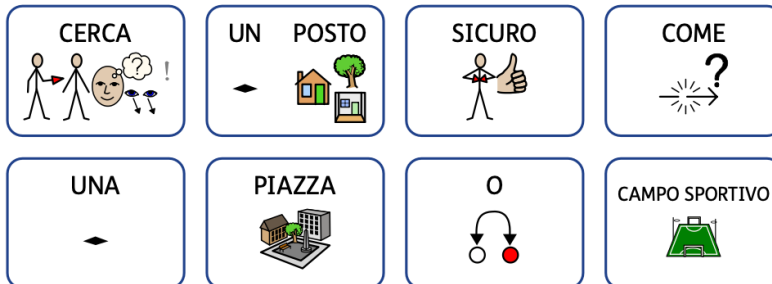 CERCA UN POSTO SICURO COME
?
!
?
UNA PIAZZA O CAMPO SPORTIVO